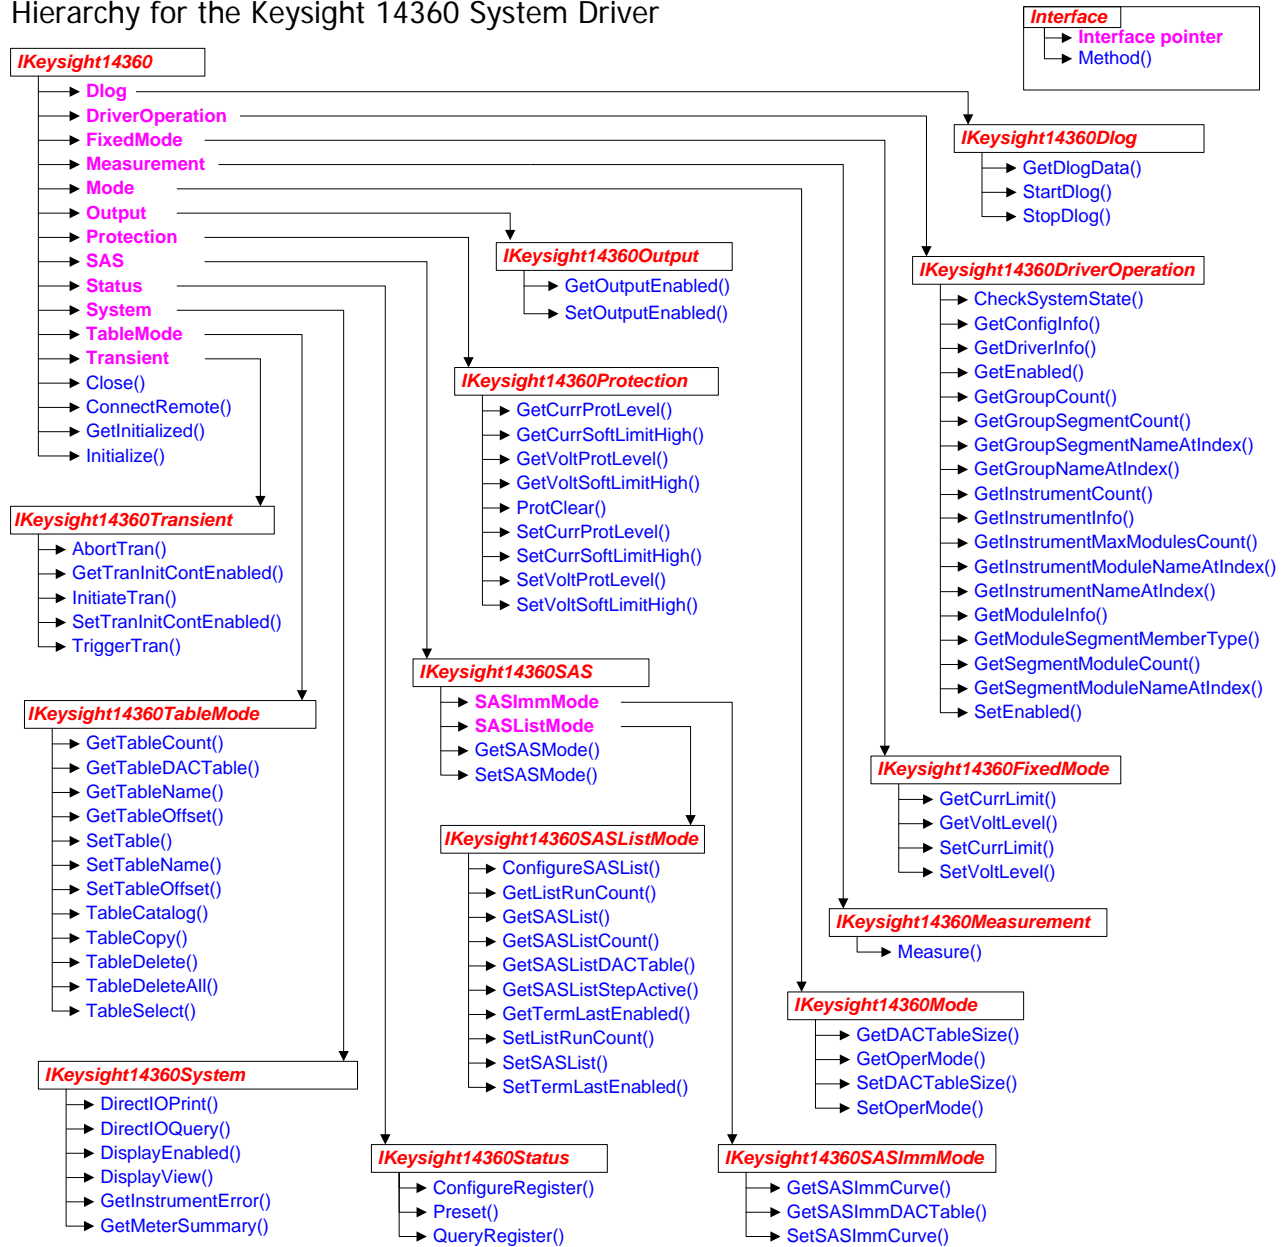 Hierarchy for the Keysight 14360 System Driver
Interface
Interface pointer
Method()
IKeysight14360
Dlog
DriverOperation
FixedMode
Measurement
Mode
Output
Protection
SAS
Status
System
TableMode
Transient
Close()
ConnectRemote()
GetInitialized()
Initialize()
IKeysight14360Dlog
GetDlogData()
StartDlog()
StopDlog()
IKeysight14360Output
GetOutputEnabled()
SetOutputEnabled()
IKeysight14360DriverOperation
CheckSystemState()
GetConfigInfo()
GetDriverInfo()
GetEnabled()
GetGroupCount()
GetGroupSegmentCount()
GetGroupSegmentNameAtIndex()
GetGroupNameAtIndex()
GetInstrumentCount()
GetInstrumentInfo()
GetInstrumentMaxModulesCount()
GetInstrumentModuleNameAtIndex()
GetInstrumentNameAtIndex()
GetModuleInfo()
GetModuleSegmentMemberType()
GetSegmentModuleCount()
GetSegmentModuleNameAtIndex()
SetEnabled()
IKeysight14360Protection
GetCurrProtLevel()
GetCurrSoftLimitHigh()
GetVoltProtLevel()
GetVoltSoftLimitHigh()
ProtClear()
SetCurrProtLevel()
SetCurrSoftLimitHigh()
SetVoltProtLevel()
SetVoltSoftLimitHigh()
IKeysight14360Transient
AbortTran()
GetTranInitContEnabled()
InitiateTran()
SetTranInitContEnabled()
TriggerTran()
IKeysight14360SAS
SASImmMode
SASListMode
GetSASMode()
SetSASMode()
IKeysight14360TableMode
GetTableCount()
GetTableDACTable()
GetTableName()
GetTableOffset()
SetTable()
SetTableName()
SetTableOffset()
TableCatalog()
TableCopy()
TableDelete()
TableDeleteAll()
TableSelect()
IKeysight14360FixedMode
GetCurrLimit()
GetVoltLevel()
SetCurrLimit()
SetVoltLevel()
IKeysight14360SASListMode
ConfigureSASList()
GetListRunCount()
GetSASList()
GetSASListCount()
GetSASListDACTable()
GetSASListStepActive()
GetTermLastEnabled()
SetListRunCount()
SetSASList()
SetTermLastEnabled()
IKeysight14360Measurement
Measure()
IKeysight14360Mode
GetDACTableSize()
GetOperMode()
SetDACTableSize()
SetOperMode()
IKeysight14360System
DirectIOPrint()
DirectIOQuery()
DisplayEnabled()
DisplayView()
GetInstrumentError()
GetMeterSummary()
IKeysight14360Status
ConfigureRegister()
Preset()
QueryRegister()
IKeysight14360SASImmMode
GetSASImmCurve()
GetSASImmDACTable()
SetSASImmCurve()